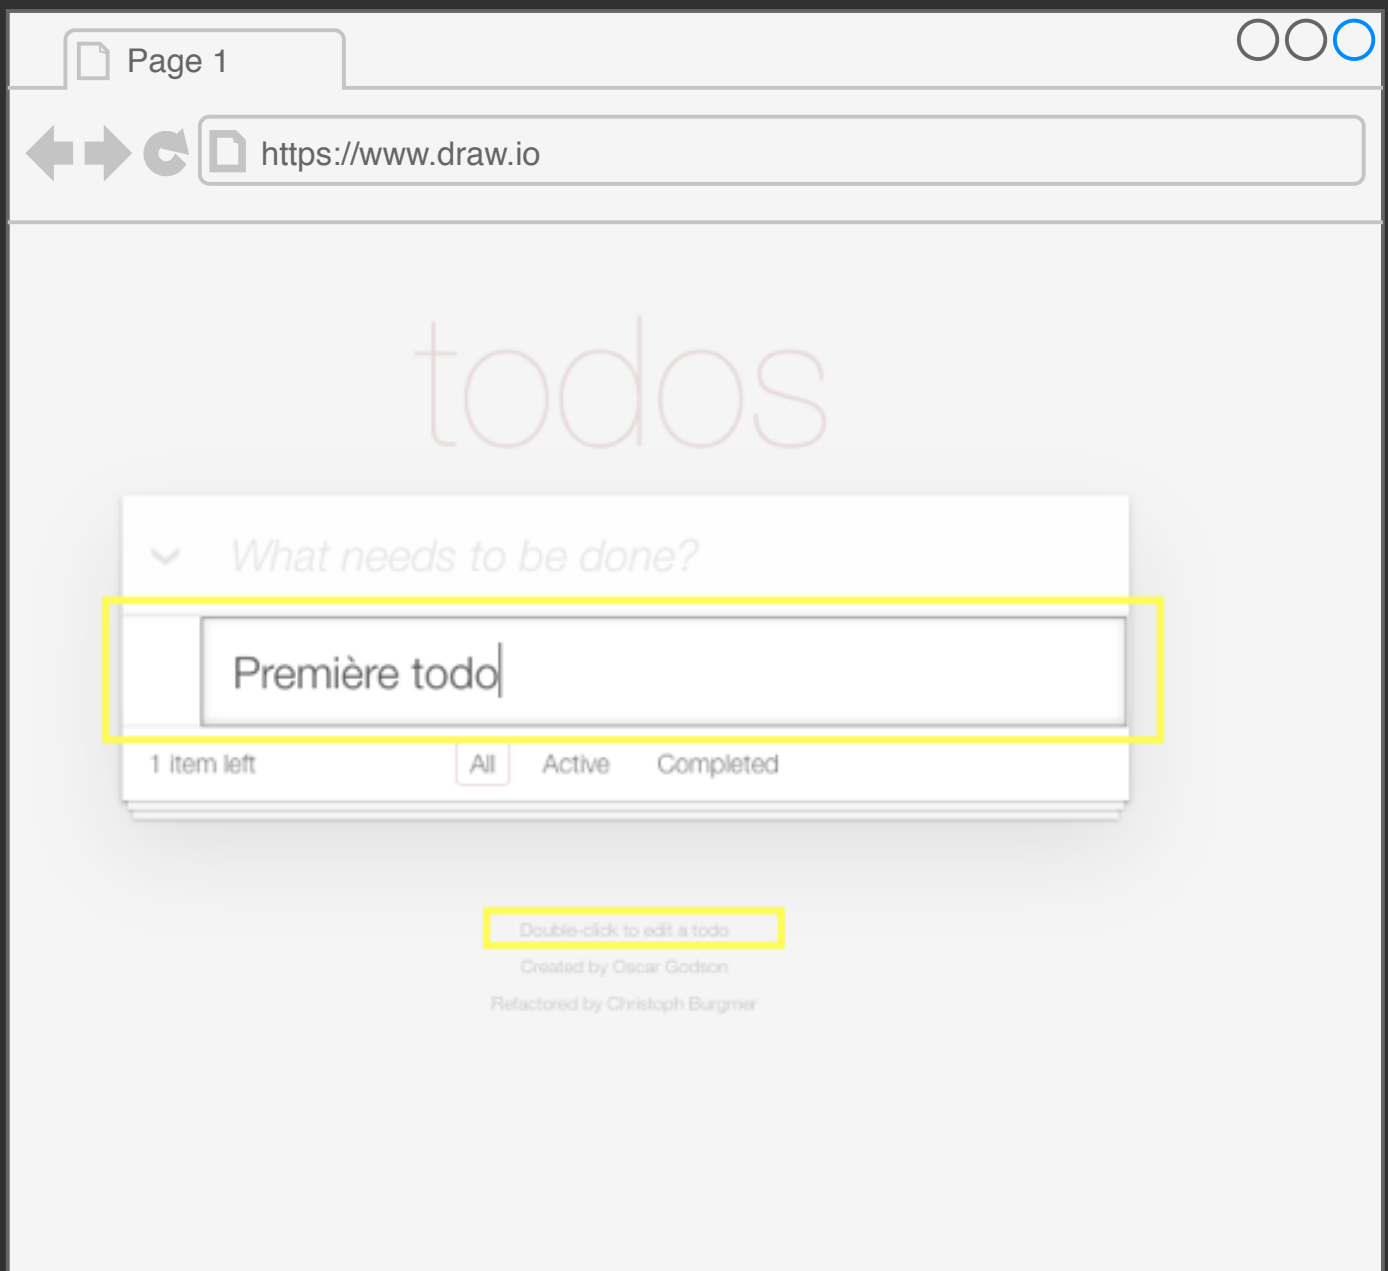 Page 1
https://www.draw.io
todos
What needs to be done?
Première todo
1 item left All Active Completed
Double-click to edit a todo
Created by Oscar Godson
Refactored by Christoph Burgmer